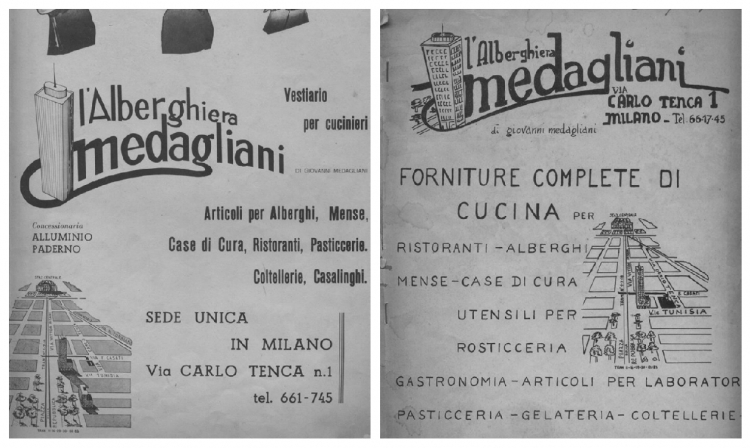 l'Alberghiera
medagliani
DI GIOVANNI MEDAGLIANI
Vestiario
per cucinieri
Concessionaria
ALLUMINIO
PADERNO
Articoli per Alberghi, Mense,
Case di Cura, Ristoranti, Pasticcerie.
Coltellerie, Casalinghi.
VIA TUNISIA
SEDE UNICA
IN MILANO
Via CARLO TENCA n.1
tel. 661-745
l'Alberghiera
medagliani
VIA
CARLO TENCA 1
MILANO - Tel. 66-17-45
di giovanni medagliani
FORNITURE COMPLETE DI
CUCINA PER
RISTORANTI - ALBERGHI
MENSE - CASE DI CURA
UTENSILI PER
ROSTICCERIA
VIA TUNISIA
GASTRONOMIA - ARTICOLI PER LABORATOR
PASTICCERIA - GELATERIA - COLTELLERIE -